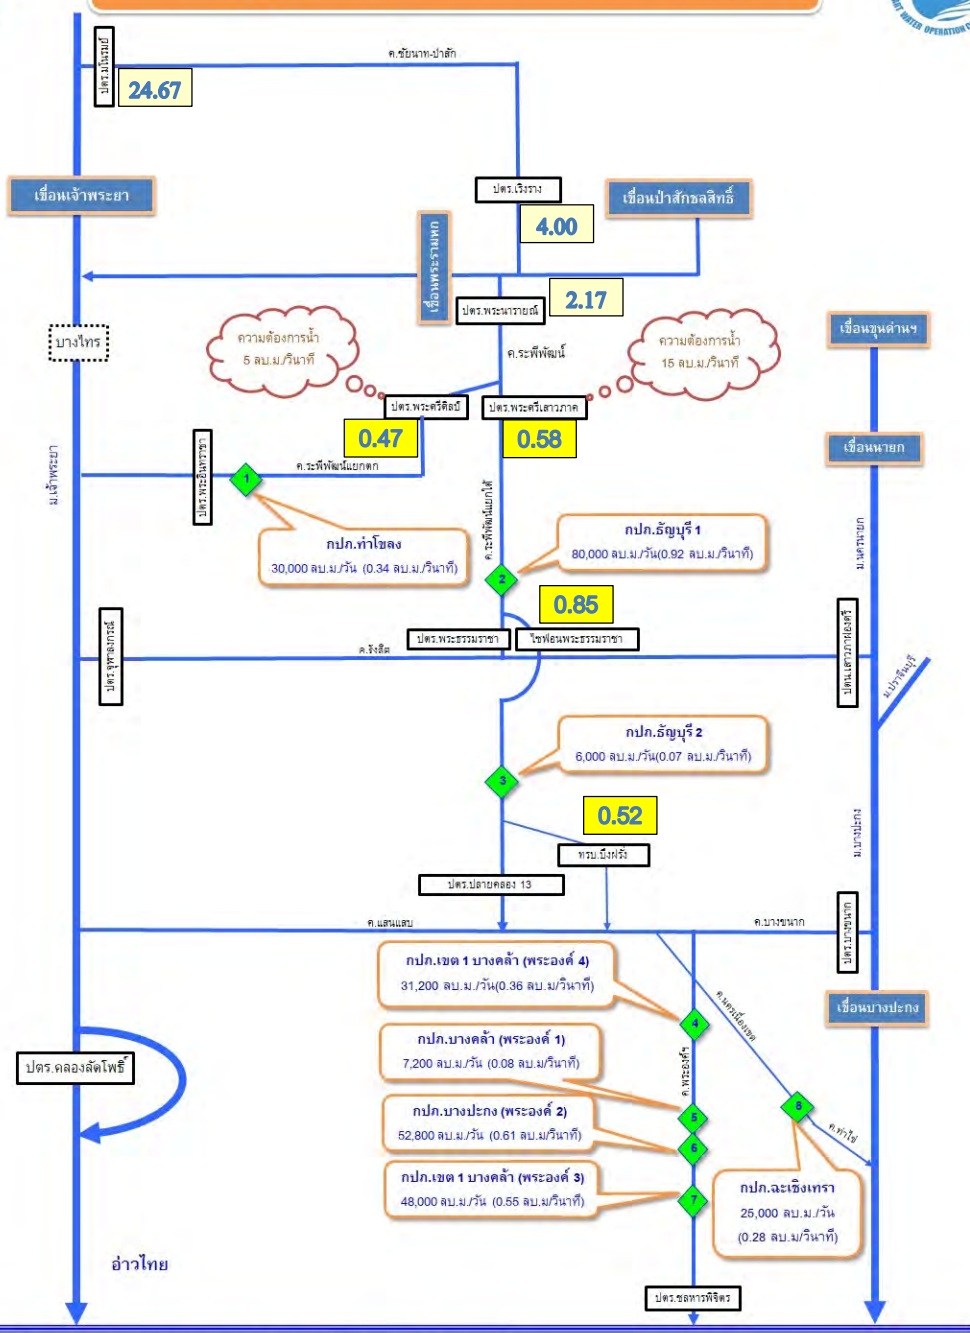 ART WATER OPERATION C
ค.ชัยนาท-ป่าสัก
ปตร.มโนรมย์
24.67
เขื่อนเจ้าพระยา
ปตร.เริงราง
เขื่อนป่าสักชลสิทธิ์
4.00
เขื่อนพระรามหก
2.17
ปตร.พระนารายณ์
บางไทร
ความต้องการน้ำ
5 ลบ.ม./วินาที
ความต้องการน้ำ
15 ลบ.ม./วินาที
เขื่อนขุนด่านฯ
ค.ระพีพัฒน์
ปตร.พระศรีศิลป์
ปตร.พระศรีเสาวภาค
0.47
0.58
เขื่อนนายก
ม.เจ้าพระยา
ปตร.พระอินทราชา
ค.ระพีพัฒน์แยกตก
1
ค.ระพีพัฒน์แยกใต้
กปภ.ท่าโขลง
30,000 ลบ.ม./วัน (0.34 ลบ.ม./วินาที)
กปภ.ธัญบุรี 1
80,000 ลบ.ม./วัน(0.92 ลบ.ม./วินาที)
ม.นครนายก
2
0.85
ปตร.จุฬาลงกรณ์
ค.รังสิต
ปตร.พระธรรมราชา
ไซฟอนพระธรรมราชา
ปตน.เสาวภาผ่องศรี
ม.ปราจีนบุรี
กปภ.ธัญบุรี 2
6,000 ลบ.ม./วัน(0.07 ลบ.ม./วินาที)
3
0.52
ทรบ.บึงฝรั่ง
ม.บางปะกง
ปตร.ปลายคลอง 13
ค.แสนแสบ
ค.บางขนาก
ปตร.บางขนาก
กปภ.เขต 1 บางคล้า (พระองค์ 4)
31,200 ลบ.ม./วัน(0.36 ลบ.ม/วินาที)
4
ค.นครเนื่องเขต
เขื่อนบางปะกง
กปภ.บางคล้า (พระองค์ 1)
7,200 ลบ.ม./วัน (0.08 ลบ.ม/วินาที)
ค.พระองค์ฯ
ปตร.คลองลัดโพธิ์
กปภ.บางปะกง (พระองค์ 2)
52,800 ลบ.ม./วัน (0.61 ลบ.ม/วินาที)
5
6
8
ค.ท่าไข่
กปภ.เขต 1 บางคล้า (พระองค์ 3)
48,000 ลบ.ม./วัน (0.55 ลบ.ม/วินาที)
7
กปภ.ฉะเชิงเทรา
25,000 ลบ.ม./วัน
(0.28 ลบ.ม/วินาที)
อ่าวไทย
ปตร.ชลหารพิจิตร